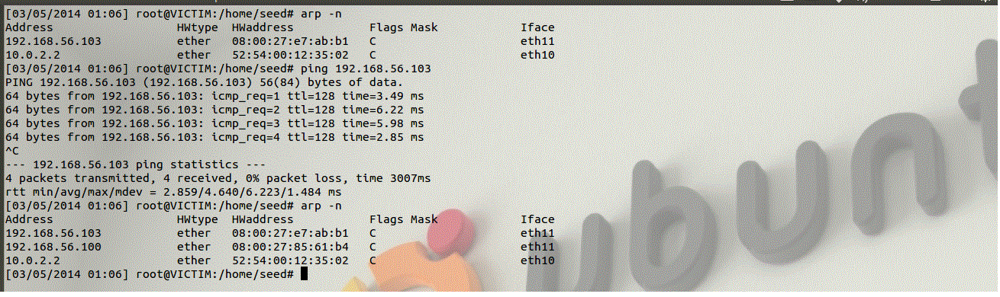 [03/05/2014 01:06] root@VICTIM:/home/seed# arp -n
Address                  HWtype  HWaddress           Flags Mask            Iface
192.168.56.103           ether   08:00:27:e7:ab:b1   C                     eth11
10.0.2.2                 ether   52:54:00:12:35:02   C                     eth10
[03/05/2014 01:06] root@VICTIM:/home/seed# ping 192.168.56.103
PING 192.168.56.103 (192.168.56.103) 56(84) bytes of data.
64 bytes from 192.168.56.103: icmp_req=1 ttl=128 time=3.49 ms
64 bytes from 192.168.56.103: icmp_req=2 ttl=128 time=6.22 ms
64 bytes from 192.168.56.103: icmp_req=3 ttl=128 time=5.98 ms
64 bytes from 192.168.56.103: icmp_req=4 ttl=128 time=2.85 ms
^C
--- 192.168.56.103 ping statistics ---
4 packets transmitted, 4 received, 0% packet loss, time 3007ms
rtt min/avg/max/mdev = 2.859/4.640/6.223/1.484 ms
[03/05/2014 01:06] root@VICTIM:/home/seed# arp -n
Address                  HWtype  HWaddress           Flags Mask            Iface
192.168.56.103           ether   08:00:27:e7:ab:b1   C                     eth11
192.168.56.100           ether   08:00:27:85:61:b4   C                     eth11
10.0.2.2                 ether   52:54:00:12:35:02   C                     eth10
[03/05/2014 01:06] root@VICTIM:/home/seed#
ubunt